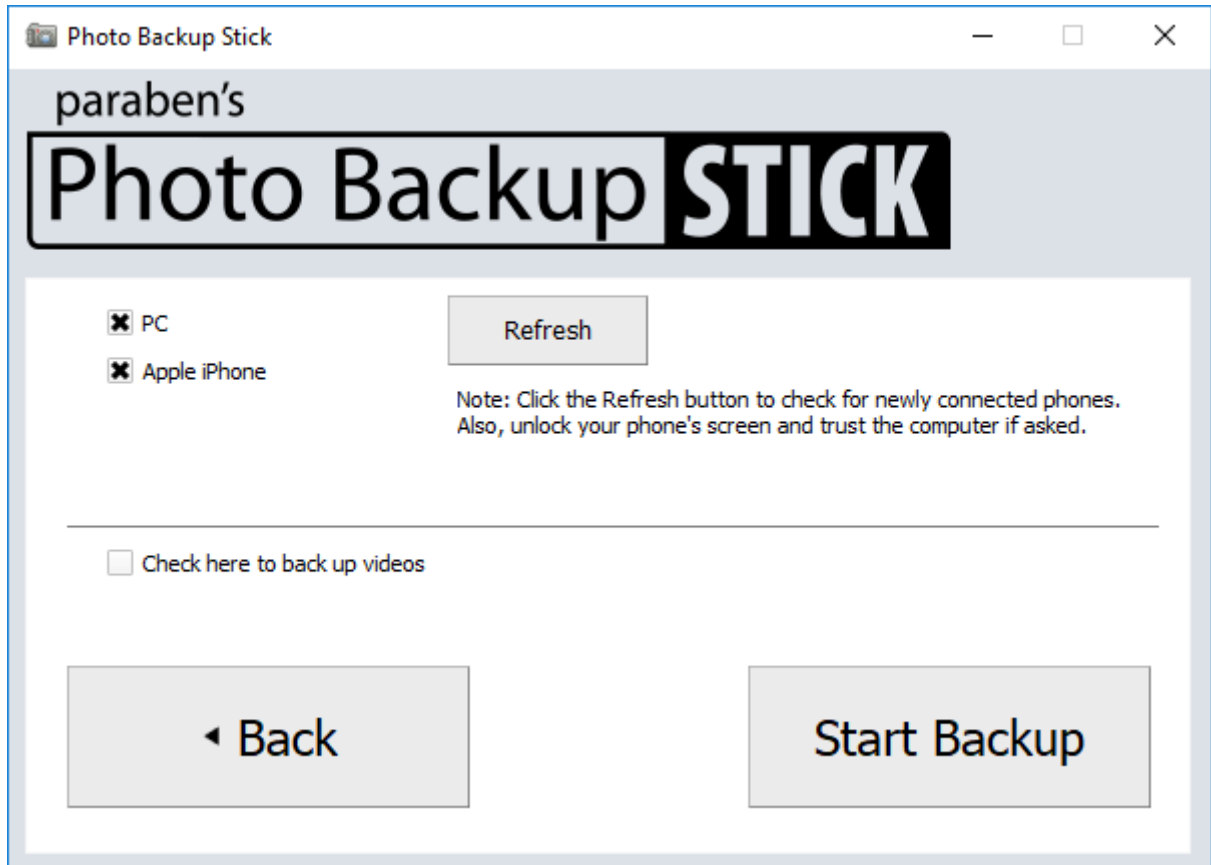 Photo Backup Stick
paraben's
Photo Backup STICK
PC
Refresh
Apple iPhone
Note: Click the Refresh button to check for newly connected phones.
Also, unlock your phone's screen and trust the computer if asked.
Check here to back up videos
Back
Start Backup